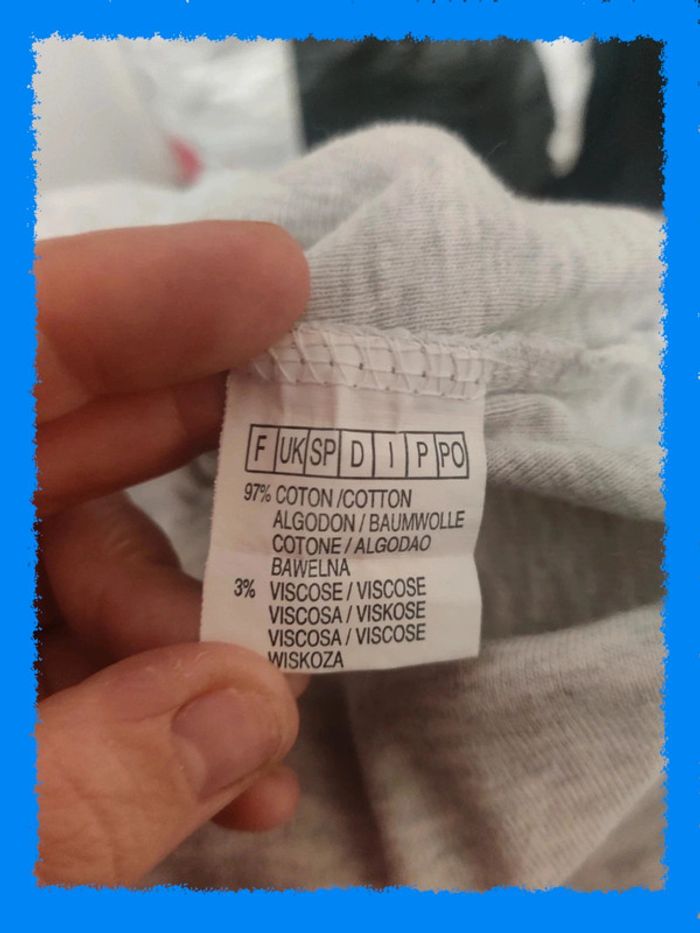 F UK SP D I P PO
97% COTON / COTTON
ALGODON / BAUMWOLLE
COTONE / ALGODAO
BAWELNA
3% VISCOSE / VISCOSE
VISCOSA / VISKOSE
VISCOSA / VISCOSE
WISKOZA